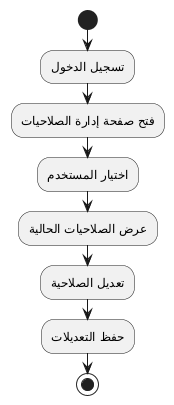 تسجيل الدخول
فتح صفحة إدارة الصلاحيات
اختيار المستخدم
عرض الصلاحيات الحالية
تعديل الصلاحية
حفظ التعديلات